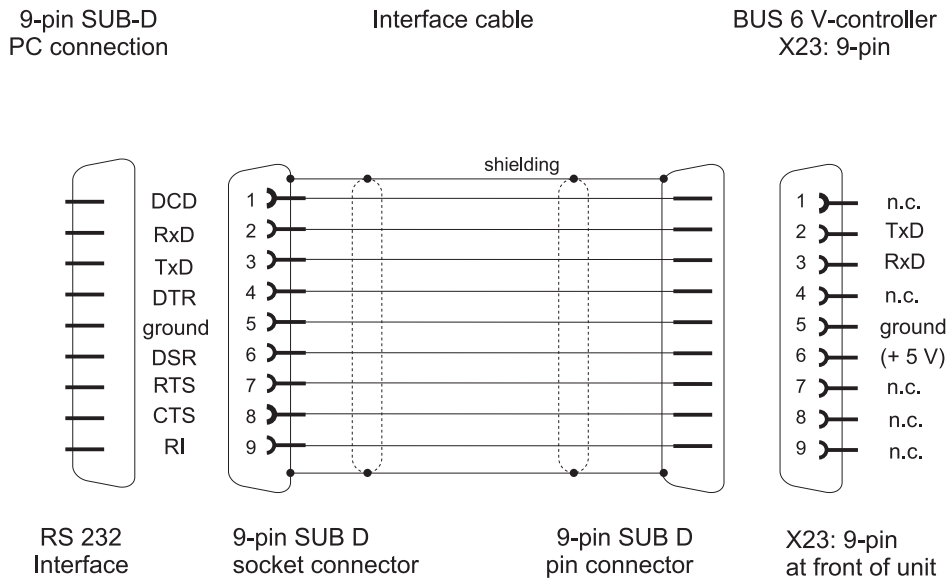 9-pin SUB-D
PC connection
Interface cable
BUS 6 V-controller
X23: 9-pin
shielding
DCD 1 1 n.c.
RxD 2 2 TxD
TxD 3 3 RxD
DTR 4 4 n.c.
ground 5 5 ground
DSR 6 6 (+ 5 V)
RTS 7 7 n.c.
CTS 8 8 n.c.
RI 9 9 n.c.
RS 232
Interface
9-pin SUB D
socket connector
9-pin SUB D
pin connector
X23: 9-pin
at front of unit